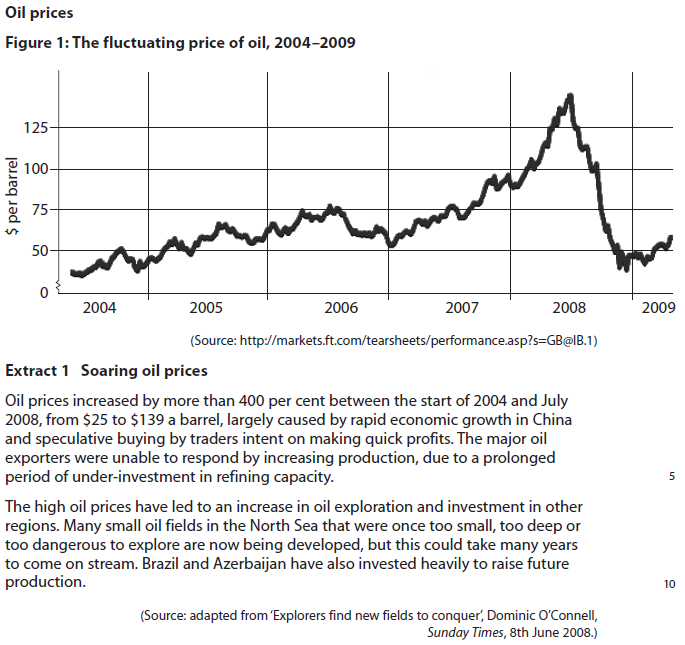 Oil prices
Figure 1: The fluctuating price of oil, 2004–2009
$ per barrel
125
100
75
50
0
2004 2005 2006 2007 2008 2009
(Source: http://markets.ft.com/tearsheets/performance.asp?s=GB@IB.1)
Extract 1 Soaring oil prices
Oil prices increased by more than 400 per cent between the start of 2004 and July
2008, from $25 to $139 a barrel, largely caused by rapid economic growth in China
and speculative buying by traders intent on making quick profits. The major oil
exporters were unable to respond by increasing production, due to a prolonged
period of under-investment in refining capacity. 5
The high oil prices have led to an increase in oil exploration and investment in other
regions. Many small oil fields in the North Sea that were once too small, too deep or
too dangerous to explore are now being developed, but this could take many years
to come on stream. Brazil and Azerbaijan have also invested heavily to raise future
production. 10
(Source: adapted from ‘Explorers find new fields to conquer’, Dominic O’Connell,
Sunday Times, 8th June 2008.)